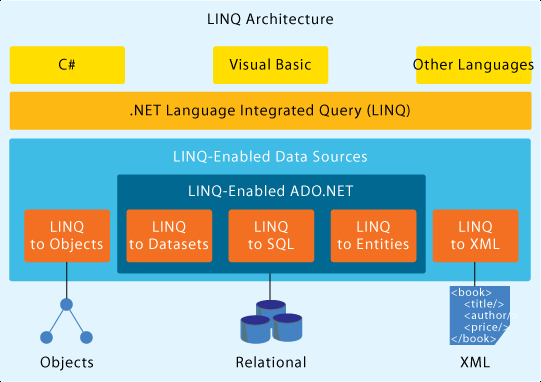 LINQ Architecture
C# Visual Basic Other Languages
.NET Language Integrated Query (LINQ)
LINQ-Enabled Data Sources
LINQ-Enabled ADO.NET
LINQ to Objects
LINQ to Datasets
LINQ to SQL
LINQ to Entities
LINQ to XML
<book>
<title/>
<author/
<price/>
</book>
Objects Relational XML